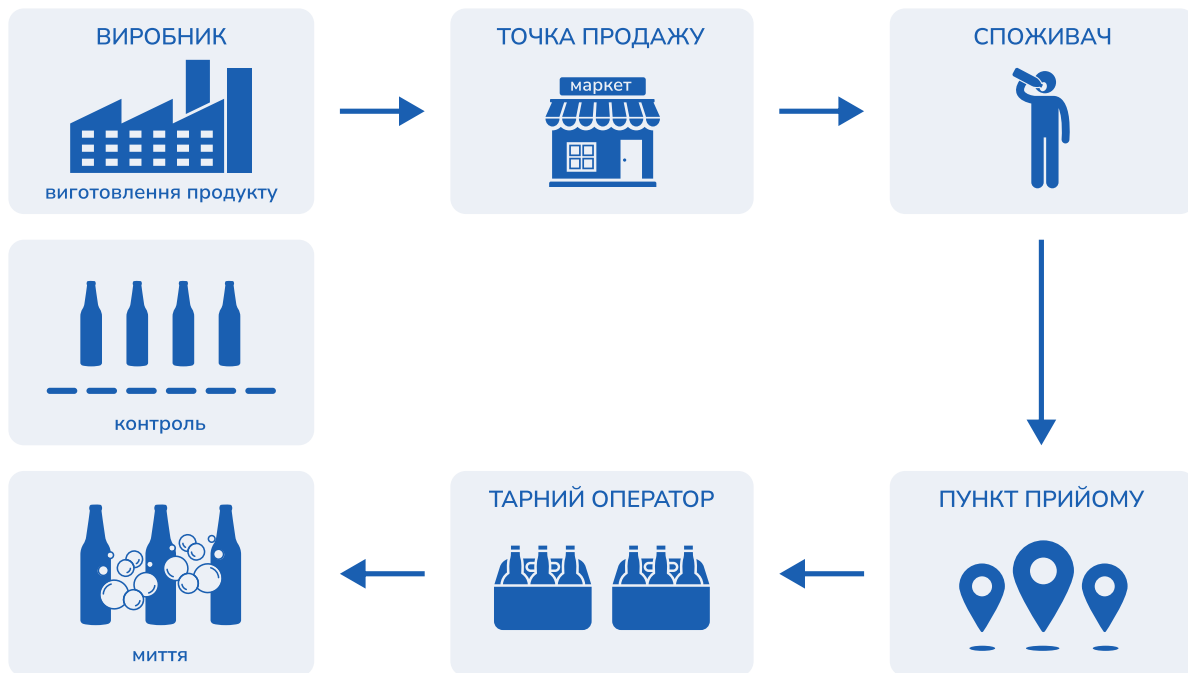 ВИРОБНИК
виготовлення продукту
ТОЧКА ПРОДАЖУ
маркет
СПОЖИВАЧ
контроль
миття
ТАРНИЙ ОПЕРАТОР
ПУНКТ ПРИЙОМУ